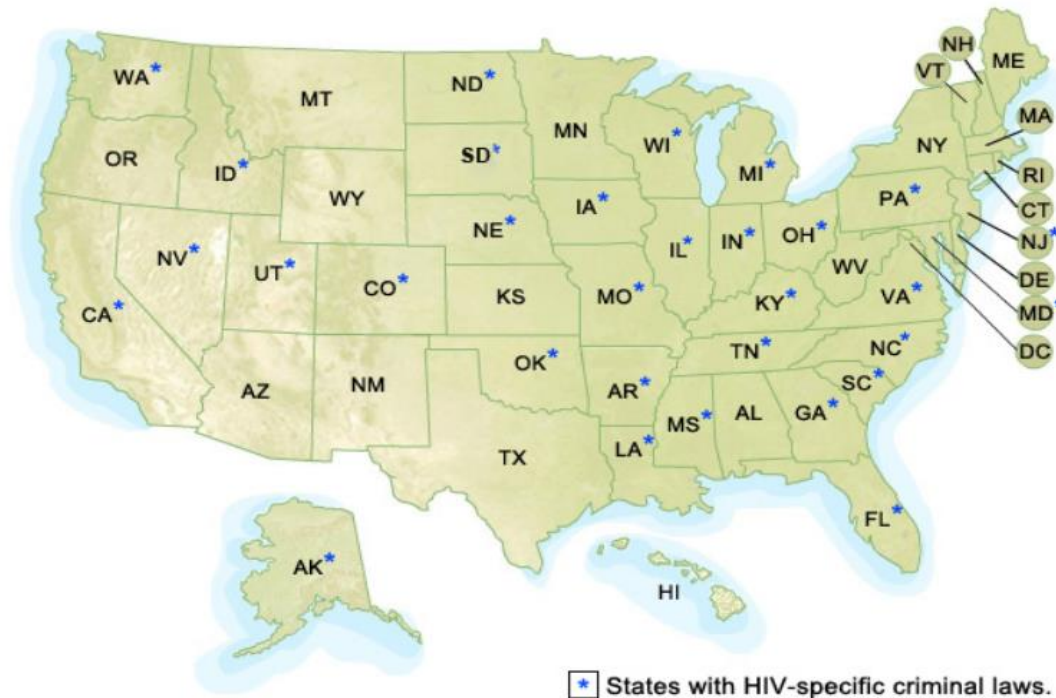 NH
ME
VT
WA*
MT
ND*
MN
MA
OR
ID*
SD*
WI*
MI*
NY
RI
WY
IA*
PA*
CT
NE*
NJ*
NV*
UT*
CO*
IL*
IN*
OH*
WV
DE
CA*
KS
MO*
KY*
VA*
MD*
DC
AZ
NM
OK*
AR*
TN*
NC*
SC*
TX
LA*
MS*
AL
GA*
FL*
AK*
HI
* States with HIV-specific criminal laws.